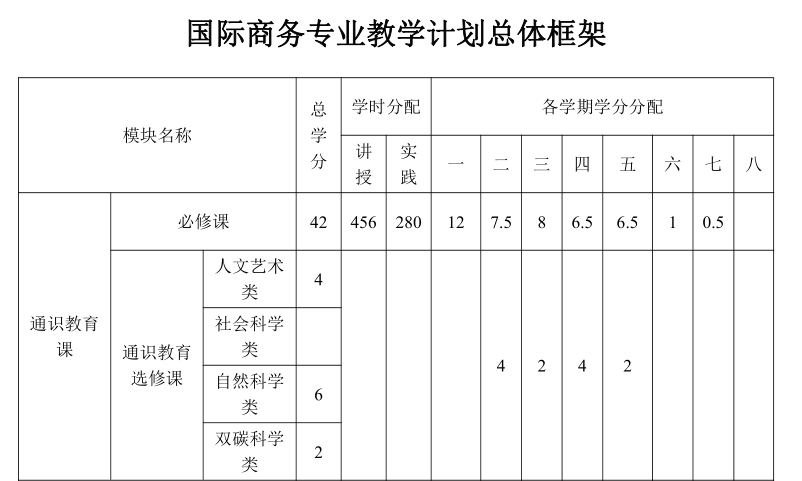 国际商务专业教学计划总体框架
模块名称 总学分 学时分配 各学期学分分配
讲授 实践 一 二 三 四 五 六 七 八
通识教育课 必修课 42 456 280 12 7.5 8 6.5 6.5 1 0.5
通识教育选修课 人文艺术类 4 4 2 4 2
社会科学类
自然科学类 6
双碳科学类 2